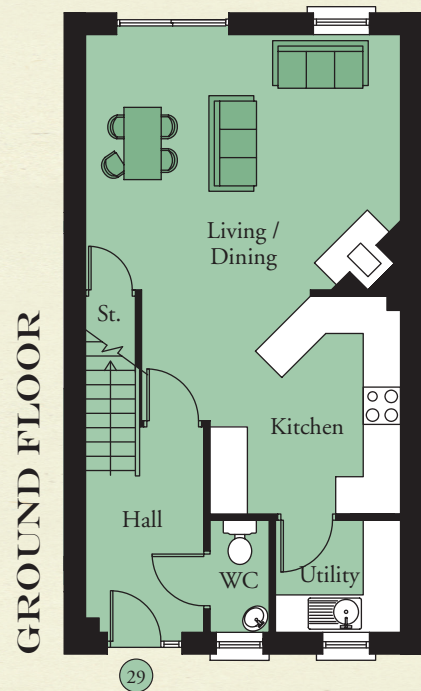 GROUND FLOOR
Living /
Dining
St.
Kitchen
Hall
WC
Utility
29